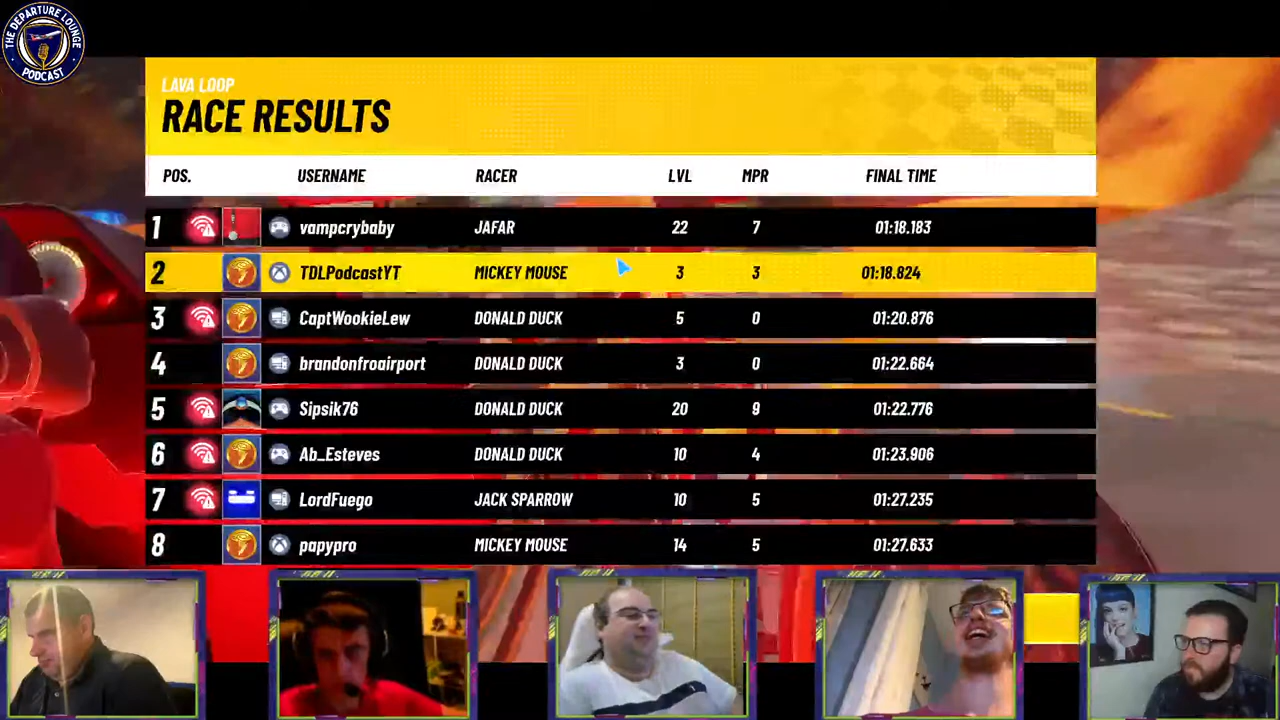 THE DEPARTURE LOUNGE
PODCAST
LAVA LOOP
RACE RESULTS
POS. USERNAME RACER LVL MPR FINAL TIME
1 vampcrybaby JAFAR 22 7 01:18.183
2 TDLPodcastYT MICKEY MOUSE 3 3 01:18.824
3 CaptWookieLew DONALD DUCK 5 0 01:20.876
4 brandonfroairport DONALD DUCK 3 0 01:22.664
5 Sipsik76 DONALD DUCK 20 9 01:22.776
6 Ab_Esteves DONALD DUCK 10 4 01:23.906
7 LordFuego JACK SPARROW 10 5 01:27.235
8 papypro MICKEY MOUSE 14 5 01:27.633